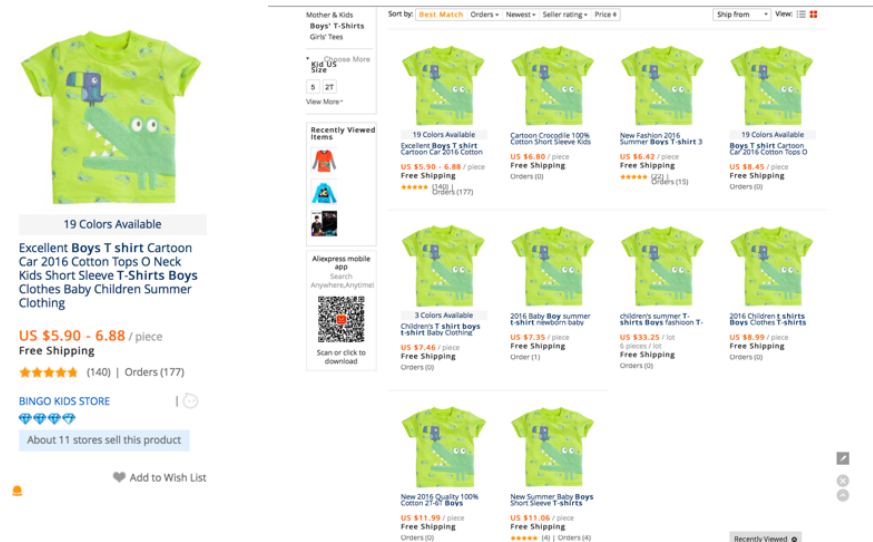 19 Colors Available
Excellent Boys T shirt Cartoon
Car 2016 Cotton Tops O Neck
Kids Short Sleeve T-Shirts Boys
Clothes Baby Children Summer
Clothing
US $5.90 - 6.88 / piece
Free Shipping
(140) | Orders (177)
BINGO KIDS STORE
About 11 stores sell this product
Add to Wish List
Mother & Kids
Boys' T-Shirts
Girls' Tees
Choose More
Kid US
Size
5 2T
View More
Recently Viewed
Items
Aliexpress mobile
app
Search
Anywhere,Anytime!
Scan or click to
download
Sort by: Best Match Orders Newest Seller rating Price Ship from View:
19 Colors Available
Excellent Boys T shirt
Cartoon Car 2016 Cotton
US $5.90 - 6.88 / piece
Free Shipping
(140) |
Orders (177)
Cartoon Crocodile 100%
Cotton Short Sleeve Kids
US $6.80 / piece
Free Shipping
Orders (0)
New Fashion 2016
Summer Boys T-shirt 3
US $6.42 / piece
Free Shipping
(22) |
Orders (15)
19 Colors Available
Boys T shirt Cartoon
Car 2016 Cotton Tops O
US $8.45 / piece
Free Shipping
Orders (0)
3 Colors Available
Children's T shirt boys
t-shirt Baby Clothing
US $7.46 / piece
Free Shipping
Orders (0)
2016 Baby Boy summer
t-shirt newborn baby
US $7.35 / piece
Free Shipping
Order (1)
children's summer T-
shirts Boys fashioon T-
US $33.25 / lot
6 pieces / lot
Free Shipping
Orders (0)
2016 Children t shirts
Boys Clothes T-shirts
US $8.99 / piece
Free Shipping
Orders (0)
New 2016 Quality 100%
Cotton 2T-6T Boys
US $11.99 / piece
Free Shipping
Orders (0)
New Summer Baby Boys
Short Sleeve T-shirts
US $11.06 / piece
Free Shipping
(4) | Orders (4)
Recently Viewed